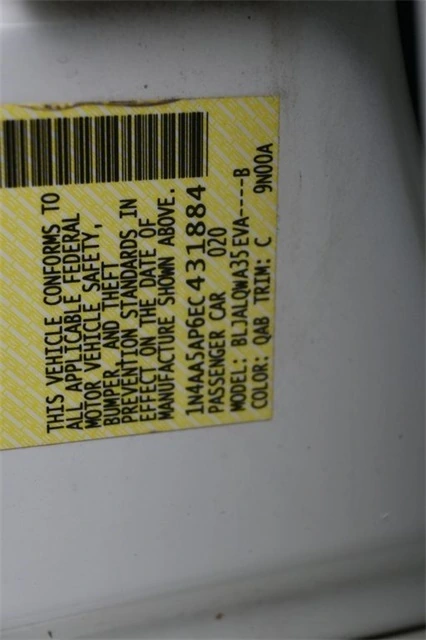 THIS VEHICLE CONFORMS TO
ALL APPLICABLE FEDERAL
MOTOR VEHICLE SAFETY,
BUMPER, AND THEFT
PREVENTION STANDARDS IN
EFFECT ON THE DATE OF
MANUFACTURE SHOWN ABOVE.
1N4AA5AP6EC431884
PASSENGER CAR 020
MODEL: BLJALQWA35EVA----B
COLOR: QAB TRIM: C 9N00A